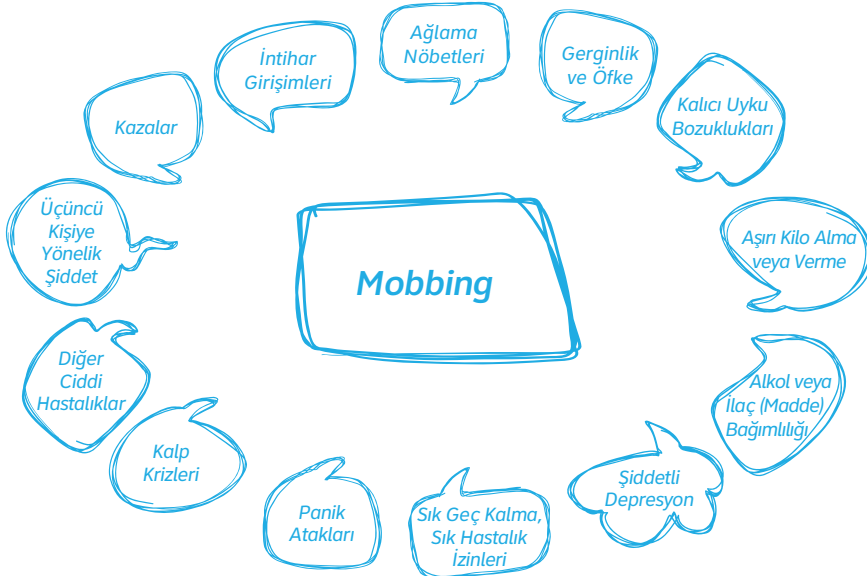 Ağlama
Nöbetleri
Gerginlik
ve Öfke
Kalıcı Uyku
Bozuklukları
Aşırı Kilo Alma
veya Verme
Alkol veya
İlaç (Madde)
Bağımlılığı
Şiddetli
Depresyon
Sık Geç Kalma,
Sık Hastalık
İzinleri
Panik
Atakları
Kalp
Krizleri
Diğer
Ciddi
Hastalıklar
Üçüncü
Kişiye
Yönelik
Şiddet
Kazalar
İntihar
Girişimleri
Mobbing